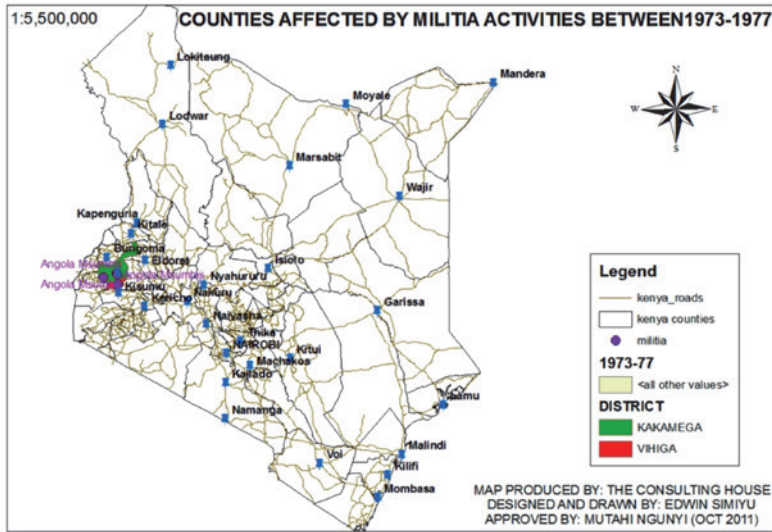 1:5,500,000
COUNTIES AFFECTED BY MILITIA ACTIVITIES BETWEEN1973-1977
Lokitaung
Mandera
Moyale
N
W
E
S
Lodwar
Marsabit
Wajir
Kapenguria
Kitale
Bungoma
Eldoret
Isiolo
Angola
Nyahururu
Angola
Kisumu
Nakuru
Kericho
Garissa
Naivasha
Thika
NAIROBI
Kitui
Machakos
Kajiado
Lamu
Namanga
Malindi
Voi
Kilifi
Mombasa
Legend
kenya_roads
kenya counties
militia
1973-77
<all other values>
DISTRICT
KAKAMEGA
VIHIGA
MAP PRODUCED BY: THE CONSULTING HOUSE
DESIGNED AND DRAWN BY: EDWIN SIMIYU
APPROVED BY: MUTAHI NGUNYI (OCT 2011)